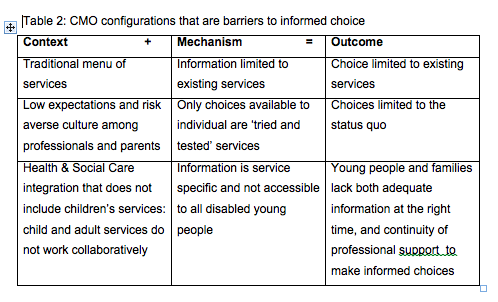 Table 2: CMO configurations that are barriers to informed choice
Context + Mechanism = Outcome
Traditional menu of
services
Information limited to
existing services
Choice limited to existing
services
Low expectations and risk
averse culture among
professionals and parents
Only choices available to
individual are ‘tried and
tested’ services
Choices limited to the
status quo
Health & Social Care
integration that does not
include children’s services:
child and adult services do
not work collaboratively
Information is service
specific and not accessible
to all disabled young
people
Young people and families
lack both adequate
information at the right
time, and continuity of
professional support to
make informed choices